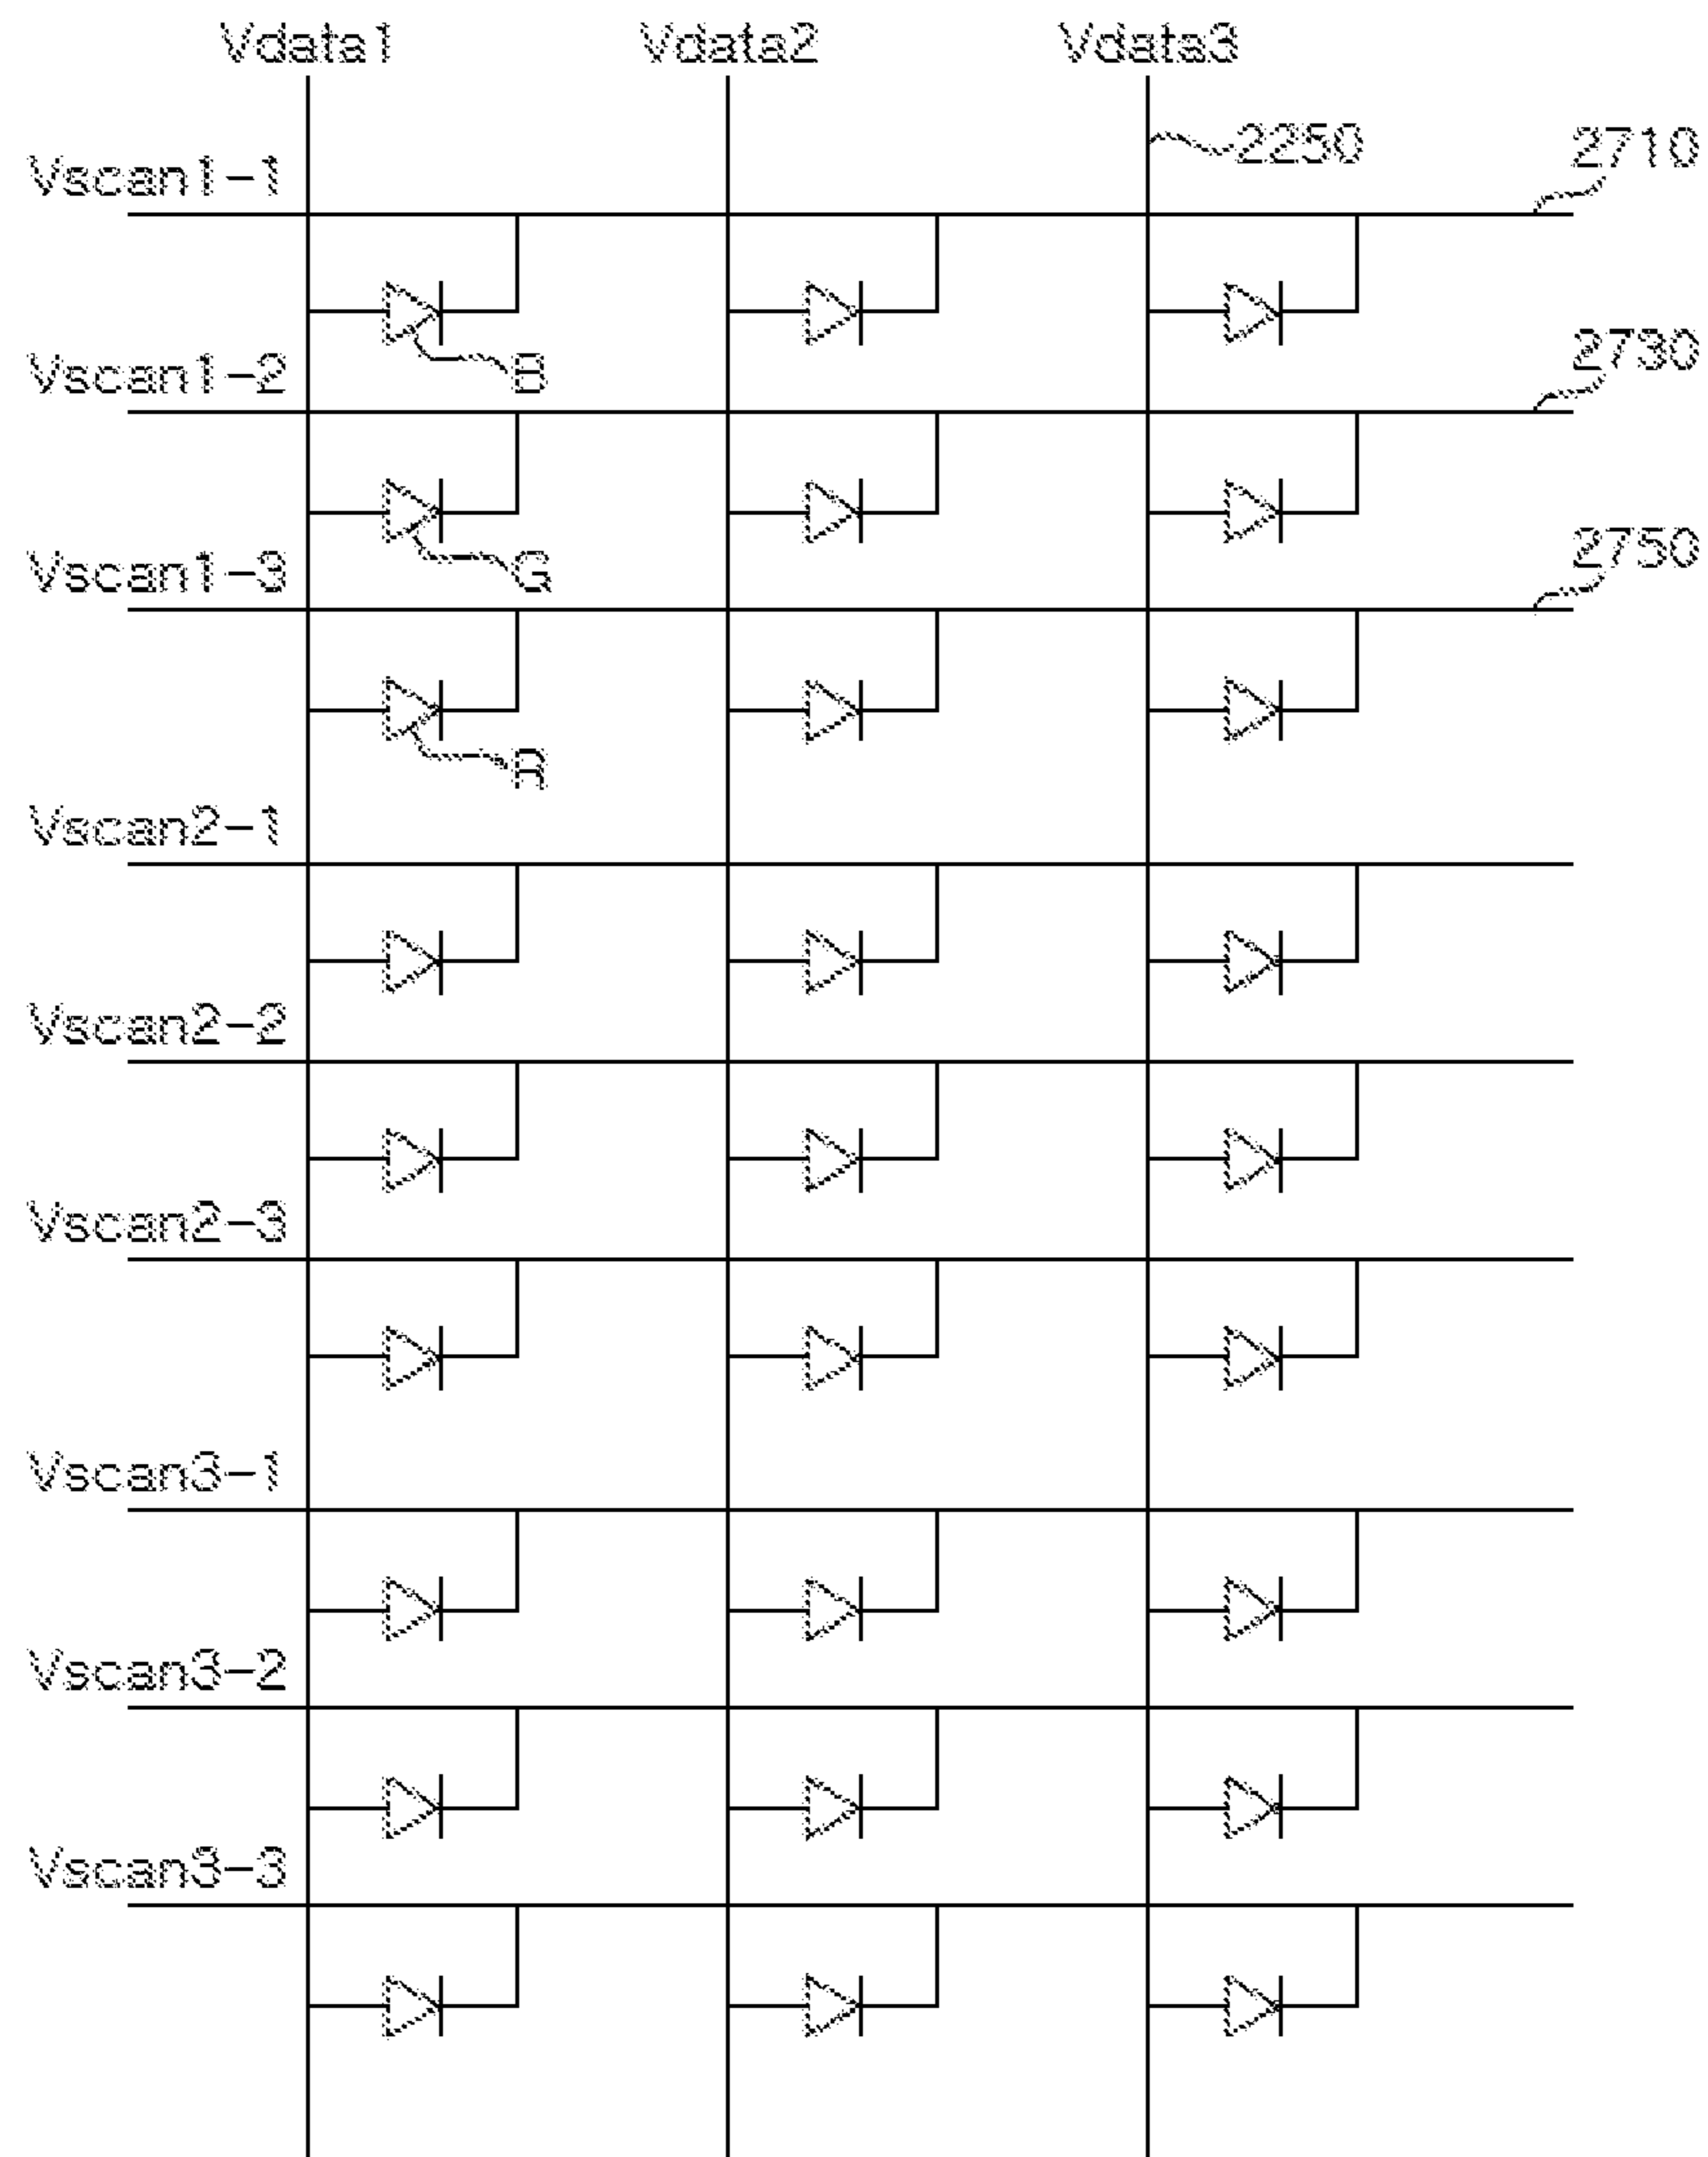 Vdata1 Vdata2 Vdata3
2250
2710
Vscan1-1
B
2730
Vscan1-2
G
2750
Vscan1-3
R
Vscan2-1
Vscan2-2
Vscan2-3
Vscan3-1
Vscan3-2
Vscan3-3